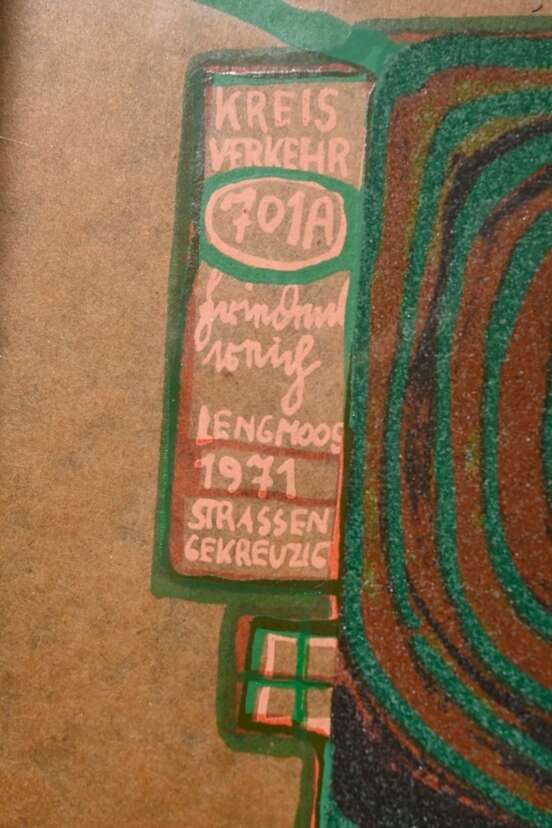 KREIS
VERKEHR
701A
LENGMOOS
1971
STRASSEN
GEKREUZIG